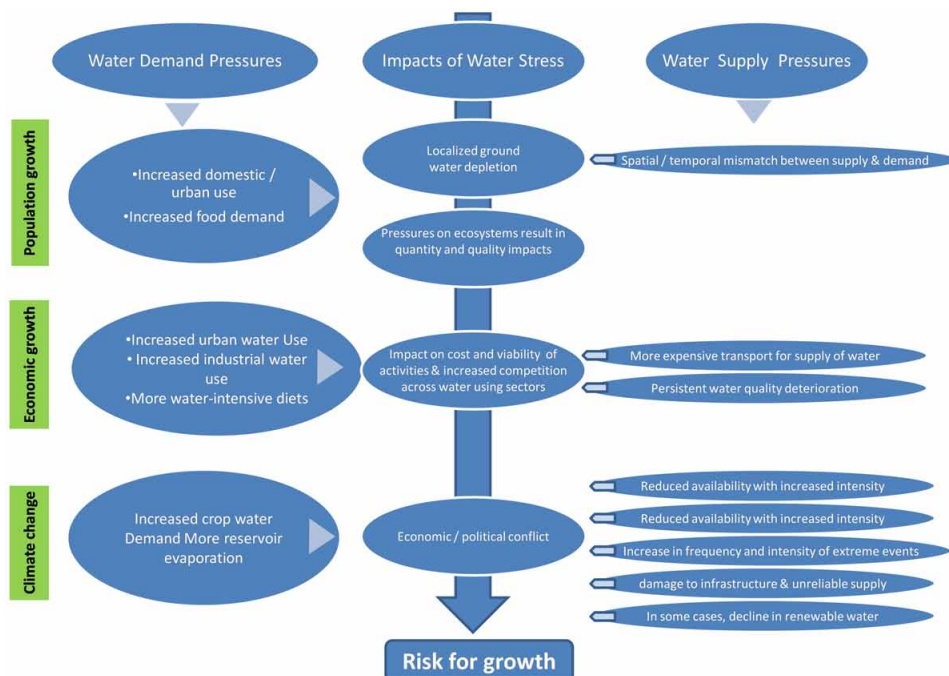 Water Demand Pressures
Impacts of Water Stress
Water Supply Pressures
Population growth
•Increased domestic /
urban use
•Increased food demand
Localized ground
water depletion
Spatial / temporal mismatch between supply & demand
Pressures on ecosystems result in
quantity and quality impacts
Economic growth
•Increased urban water Use
• Increased industrial water
use
•More water-intensive diets
Impact on cost and viability of
activities & increased competition
across water using sectors
More expensive transport for supply of water
Persistent water quality deterioration
Climate change
Increased crop water
Demand More reservoir
evaporation
Economic / political conflict
Reduced availability with increased intensity
Reduced availability with increased intensity
Increase in frequency and intensity of extreme events
damage to infrastructure & unreliable supply
In some cases, decline in renewable water
Risk for growth